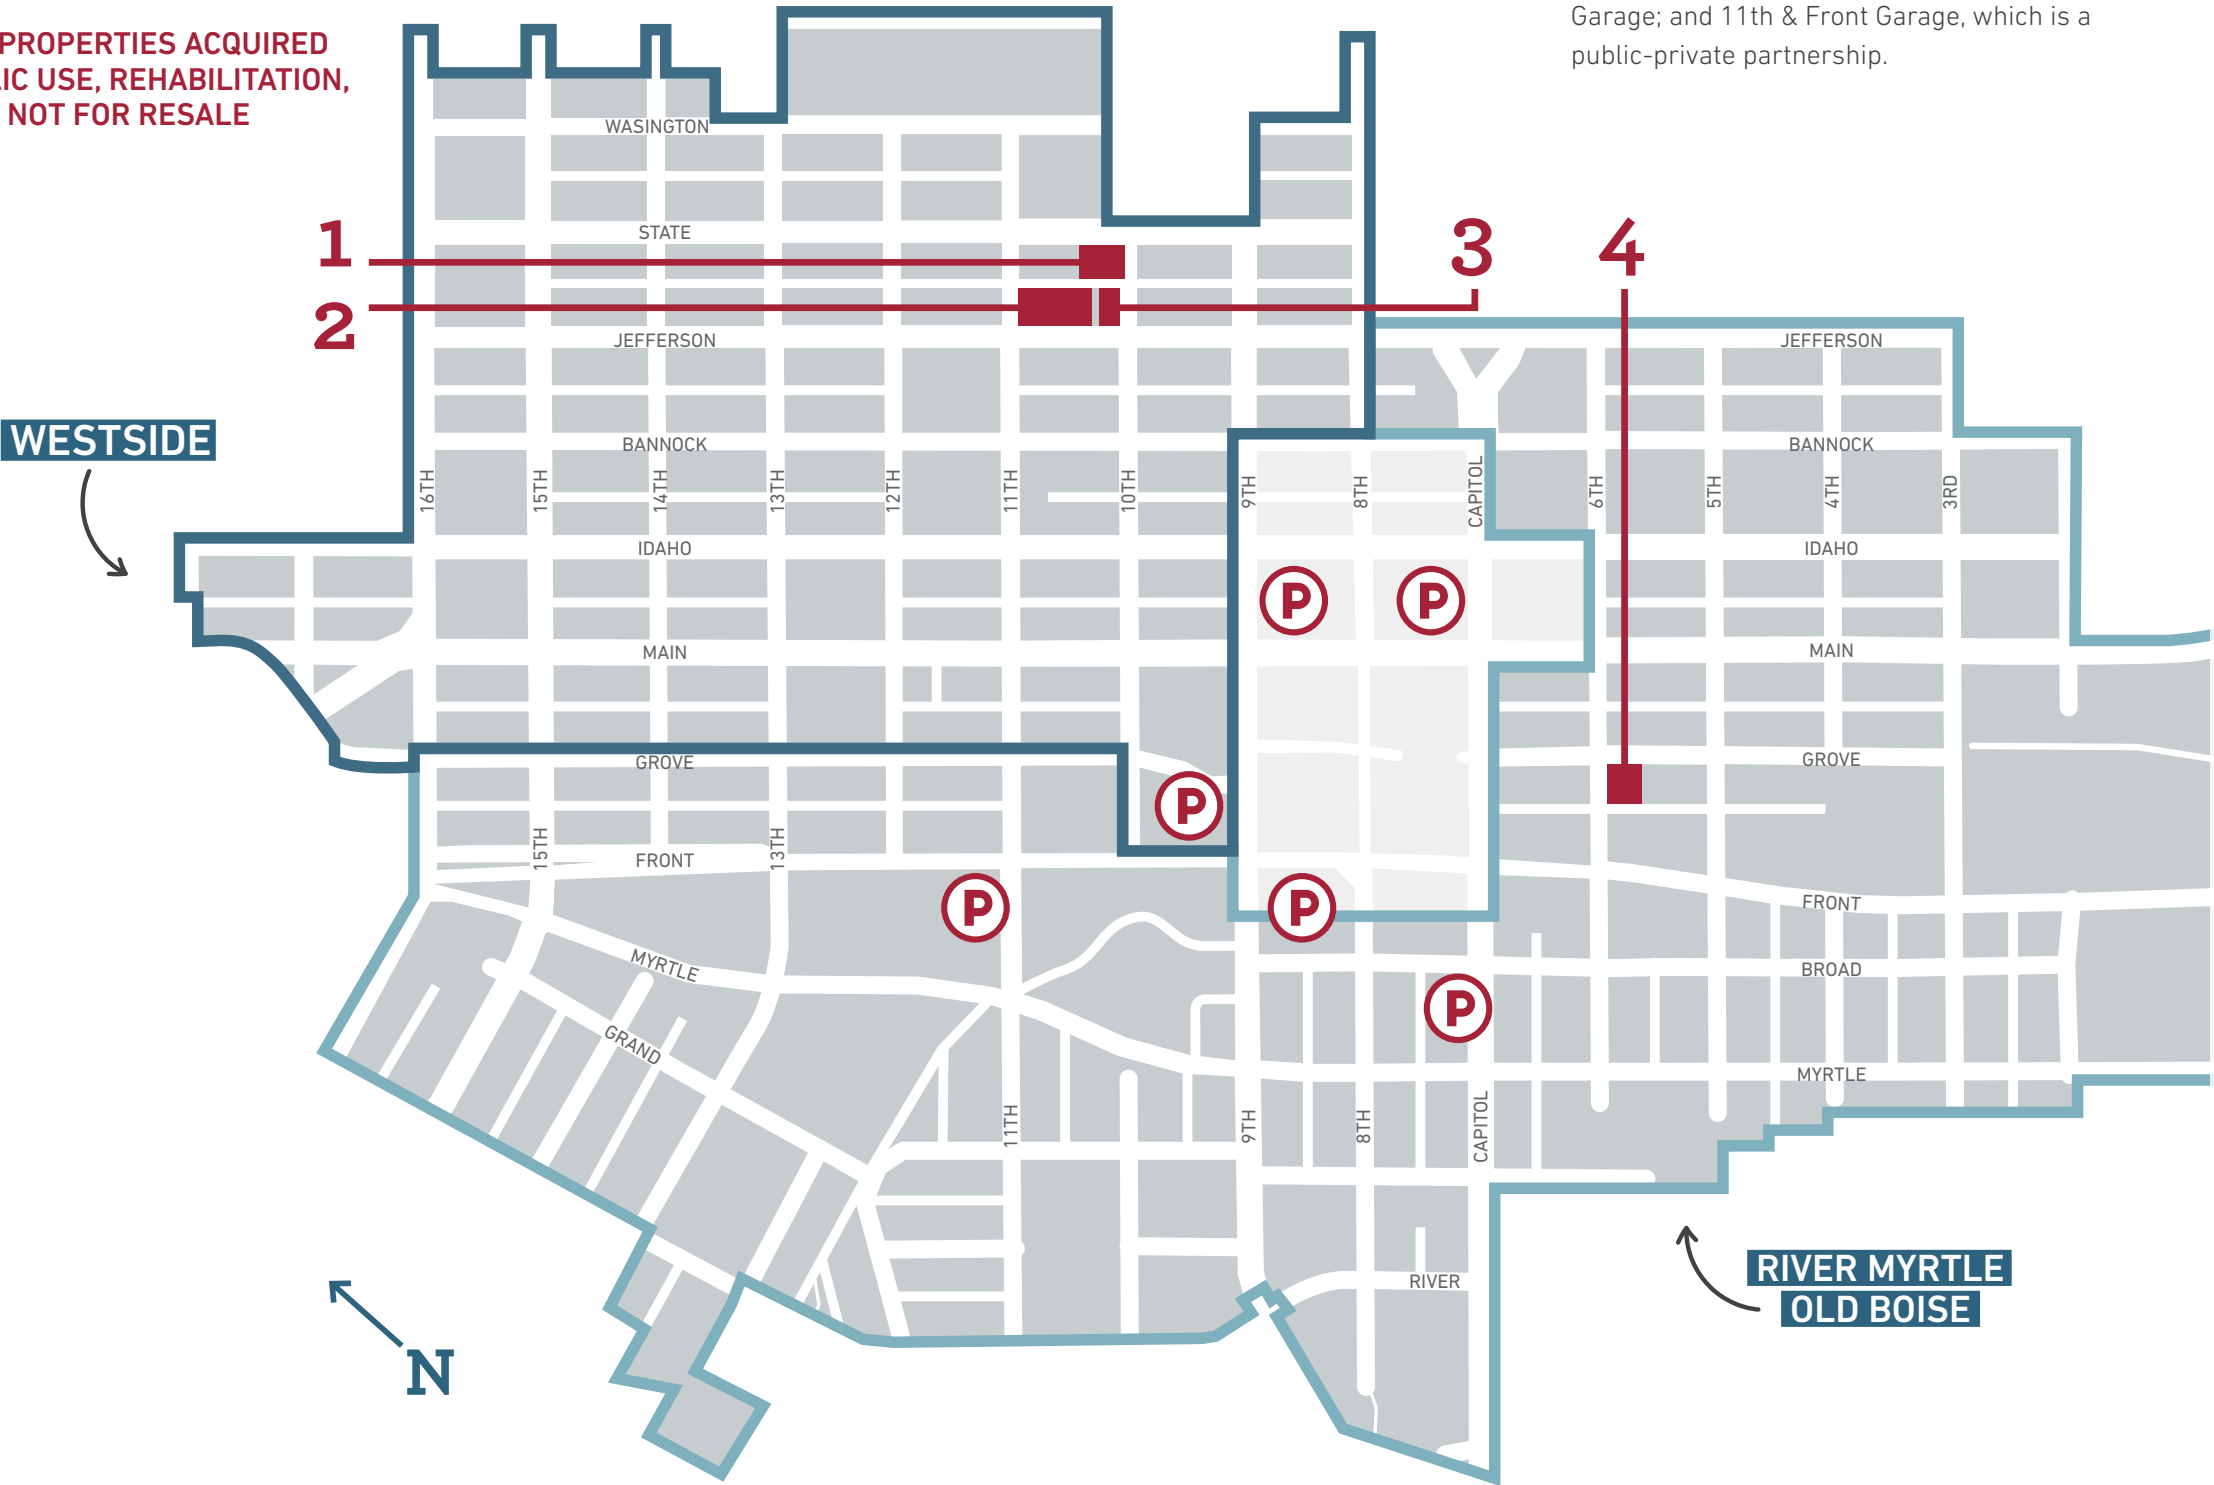 Garage; and 11th & Front Garage, which is a
public-private partnership.
PROPERTIES ACQUIRED
IC USE, REHABILITATION,
NOT FOR RESALE
WASINGTON
STATE
1
2
3
4
JEFFERSON
JEFFERSON
WESTSIDE
BANNOCK
BANNOCK
16TH
15TH
14TH
13TH
12TH
11TH
10TH
9TH
8TH
CAPITOL
6TH
5TH
4TH
3RD
IDAHO
IDAHO
P
P
MAIN
MAIN
GROVE
GROVE
P
15TH
13TH
FRONT
P
P
FRONT
MYRTLE
BROAD
P
GRAND
MYRTLE
11TH
9TH
8TH
CAPITOL
RIVER
RIVER MYRTLE
OLD BOISE
N